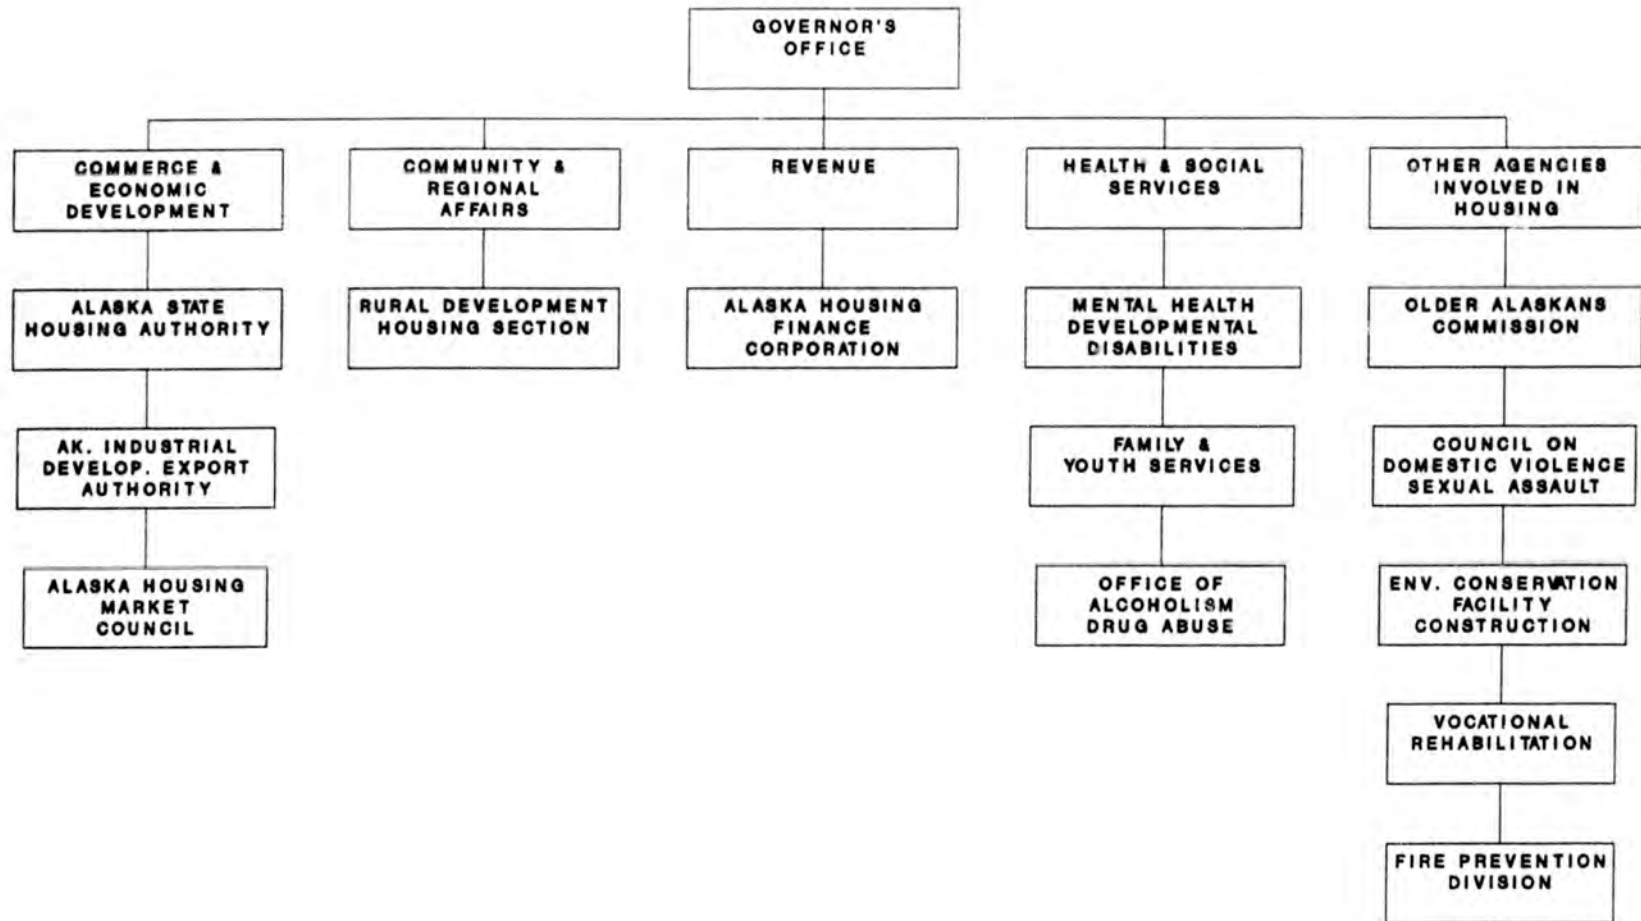 GOVERNOR'S
OFFICE
COMMERCE &
ECONOMIC
DEVELOPMENT
COMMUNITY &
REGIONAL
AFFAIRS
REVENUE
HEALTH & SOCIAL
SERVICES
OTHER AGENCIES
INVOLVED IN
HOUSING
ALASKA STATE
HOUSING AUTHORITY
RURAL DEVELOPMENT
HOUSING SECTION
ALASKA HOUSING
FINANCE
CORPORATION
MENTAL HEALTH
DEVELOPMENTAL
DISABILITIES
OLDER ALASKANS
COMMISSION
AK. INDUSTRIAL
DEVELOP. EXPORT
AUTHORITY
FAMILY &
YOUTH SERVICES
COUNCIL ON
DOMESTIC VIOLENCE
SEXUAL ASSAULT
ALASKA HOUSING
MARKET
COUNCIL
OFFICE OF
ALCOHOLISM
DRUG ABUSE
ENV. CONSERVATION
FACILITY
CONSTRUCTION
VOCATIONAL
REHABILITATION
FIRE PREVENTION
DIVISION